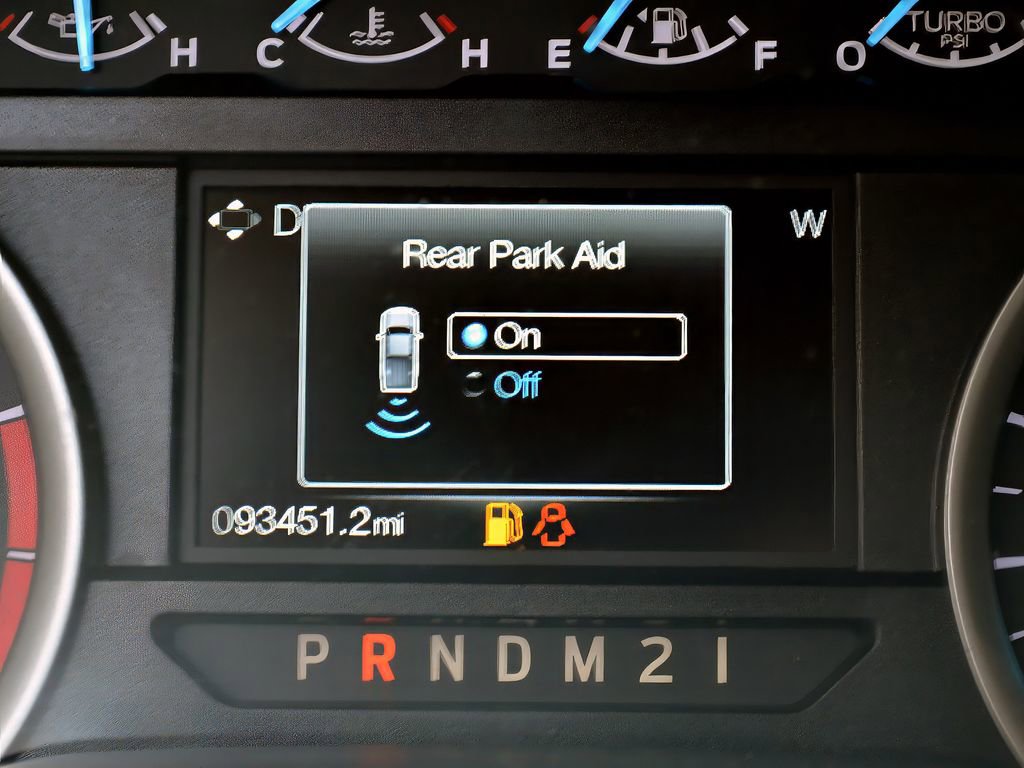 H C H E F O TURBO
PSI
D W
Rear Park Aid
On
Off
093451.2mi
P R N D M 2 1